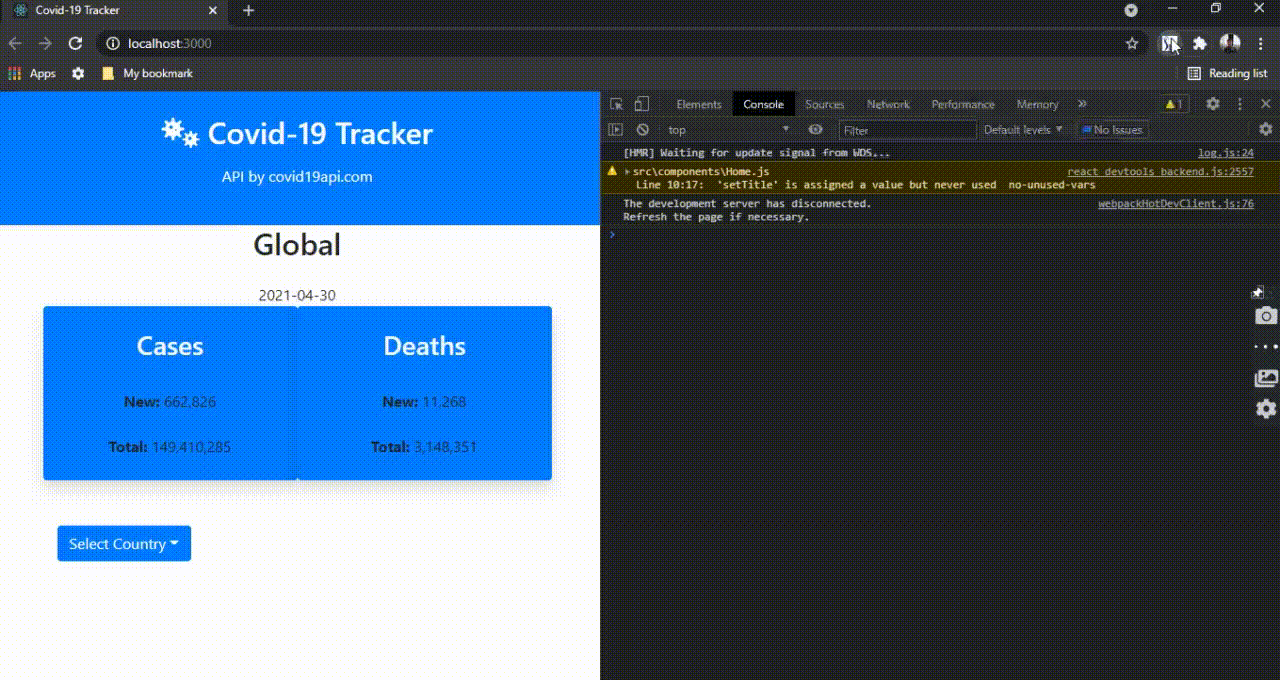 Covid-19 Tracker
localhost:3000
Apps
My bookmark
Reading list
Covid-19 Tracker
API by covid19api.com
Global
2021-04-30
Cases
New: 662,826
Total: 149,410,285
Deaths
New: 11,268
Total: 3,148,351
Select Country
Elements Console Sources Network Performance Memory » 1
top Filter Default levels No Issues
[HMR] Waiting for update signal from WDS... log.js:24
src\components\Home.js react devtools backend.js:2557
Line 10:17: 'setTitle' is assigned a value but never used no-unused-vars
The development server has disconnected. webpackHotDevClient.js:76
Refresh the page if necessary.